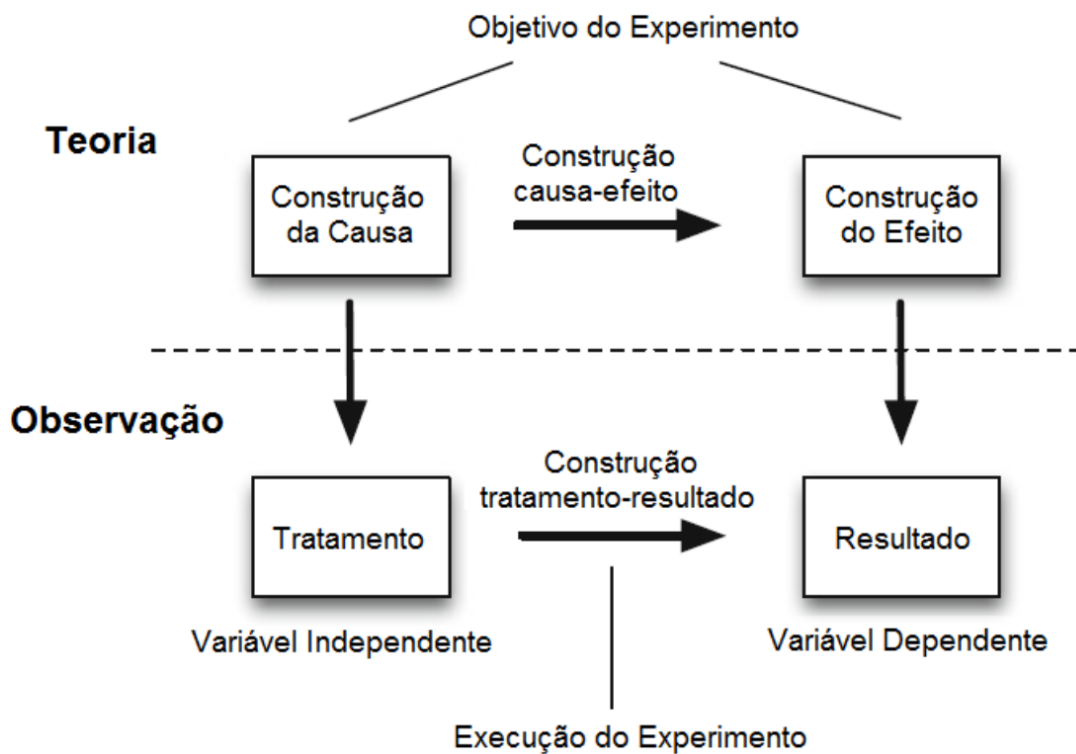 Objetivo do Experimento
Teoria
Construção
da Causa
Construção
causa-efeito
Construção
do Efeito
Observação
Tratamento
Construção
tratamento-resultado
Resultado
Variável Independente
Variável Dependente
Execução do Experimento